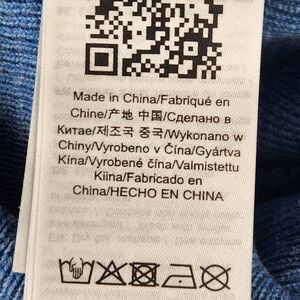 Made in China/Fabriqué en
Chine/产地 中国/Сделано в
Китае/제조국 중국/Wykonano w
Chiny/Vyrobeno v Čína/Gyártva
Kína/Vyrobené čína/Valmistettu
Kiina/Fabricado en
China/HECHO EN CHINA